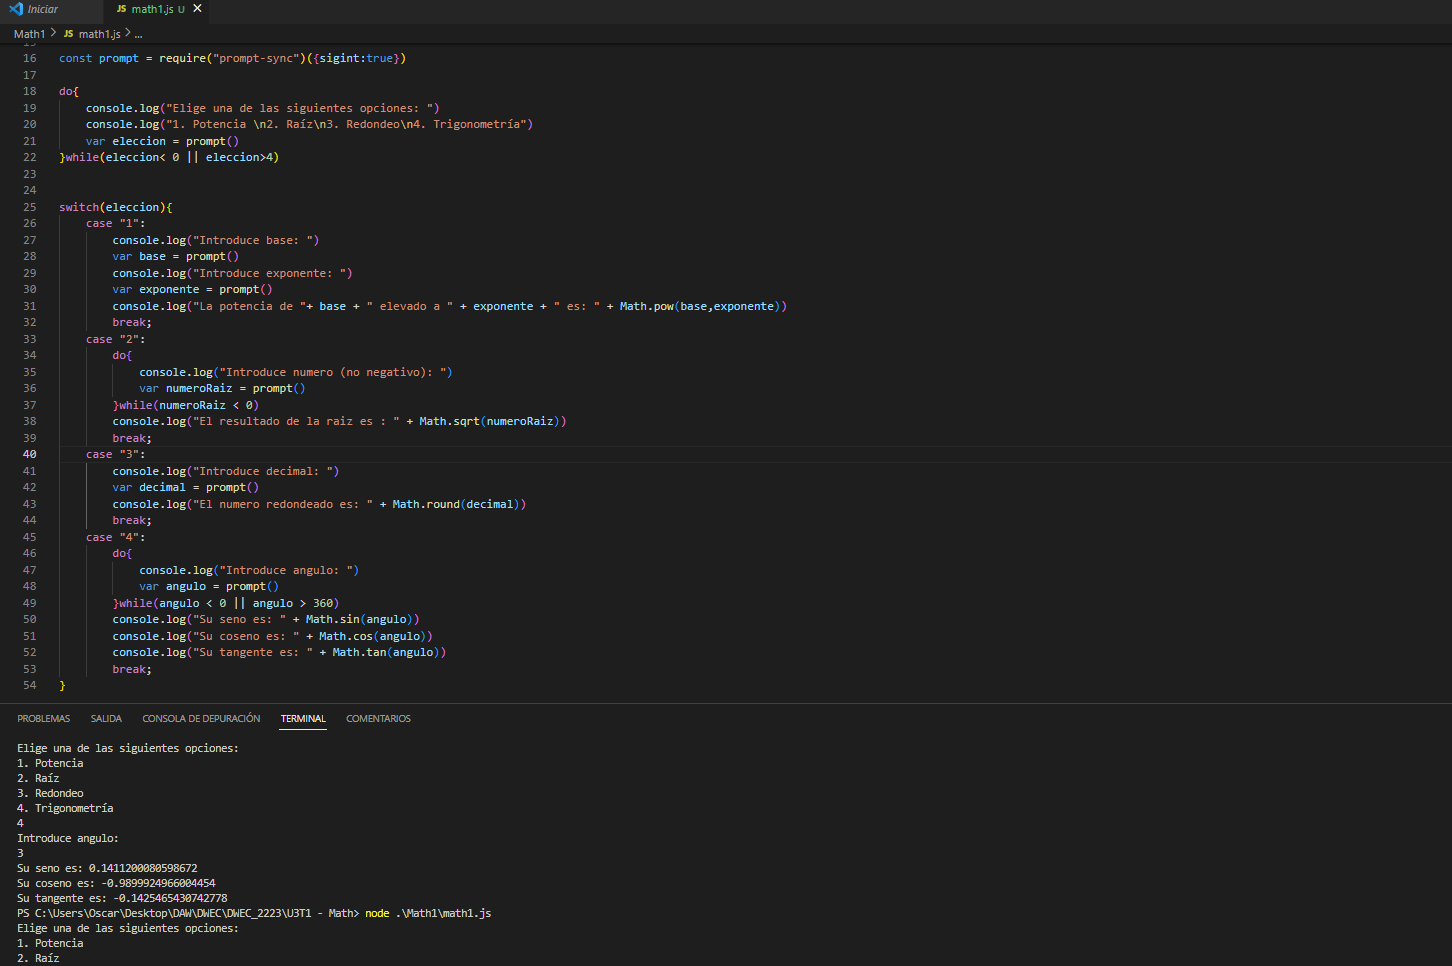 Iniciar
JS math1.js U
Math1 > JS math1.js > ...
15
16 const prompt = require("prompt-sync")({sigint:true})
17
18 do{
19 console.log("Elige una de las siguientes opciones: ")
20 console.log("1. Potencia \n2. Raíz\n3. Redondeo\n4. Trigonometría")
21 var eleccion = prompt()
22 }while(eleccion< 0 || eleccion>4)
23
24
25 switch(eleccion){
26 case "1":
27 console.log("Introduce base: ")
28 var base = prompt()
29 console.log("Introduce exponente: ")
30 var exponente = prompt()
31 console.log("La potencia de "+ base + " elevado a " + exponente + " es: " + Math.pow(base,exponente))
32 break;
33 case "2":
34 do{
35 console.log("Introduce numero (no negativo): ")
36 var numeroRaiz = prompt()
37 }while(numeroRaiz < 0)
38 console.log("El resultado de la raiz es : " + Math.sqrt(numeroRaiz))
39 break;
40 case "3":
41 console.log("Introduce decimal: ")
42 var decimal = prompt()
43 console.log("El numero redondeado es: " + Math.round(decimal))
44 break;
45 case "4":
46 do{
47 console.log("Introduce angulo: ")
48 var angulo = prompt()
49 }while(angulo < 0 || angulo > 360)
50 console.log("Su seno es: " + Math.sin(angulo))
51 console.log("Su coseno es: " + Math.cos(angulo))
52 console.log("Su tangente es: " + Math.tan(angulo))
53 break;
54 }
PROBLEMAS SALIDA CONSOLA DE DEPURACIÓN TERMINAL COMENTARIOS
Elige una de las siguientes opciones:
1. Potencia
2. Raíz
3. Redondeo
4. Trigonometría
4
Introduce angulo:
3
Su seno es: 0.1411200080598672
Su coseno es: -0.9899924966004454
Su tangente es: -0.1425465430742778
PS C:\Users\Oscar\Desktop\DAW\DWEC\DWEC_2223\U3T1 - Math> node .\Math1\math1.js
Elige una de las siguientes opciones:
1. Potencia
2. Raíz